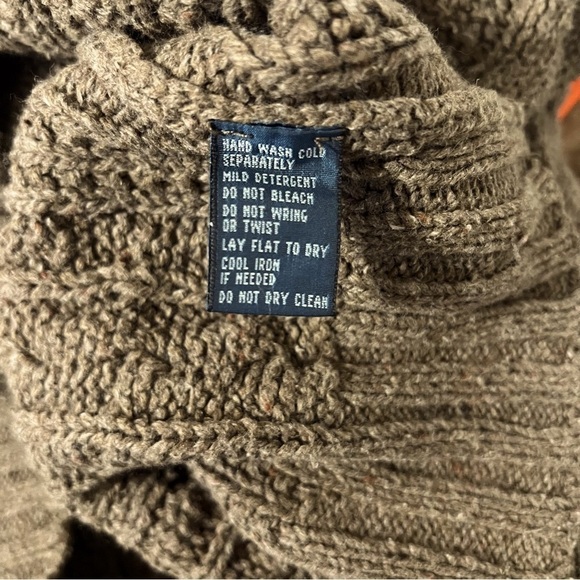 HAND WASH COLD
SEPARATELY
MILD DETERGENT
DO NOT BLEACH
DO NOT WRING
OR TWIST
LAY FLAT TO DRY
COOL IRON
IF NEEDED
DO NOT DRY CLEAN